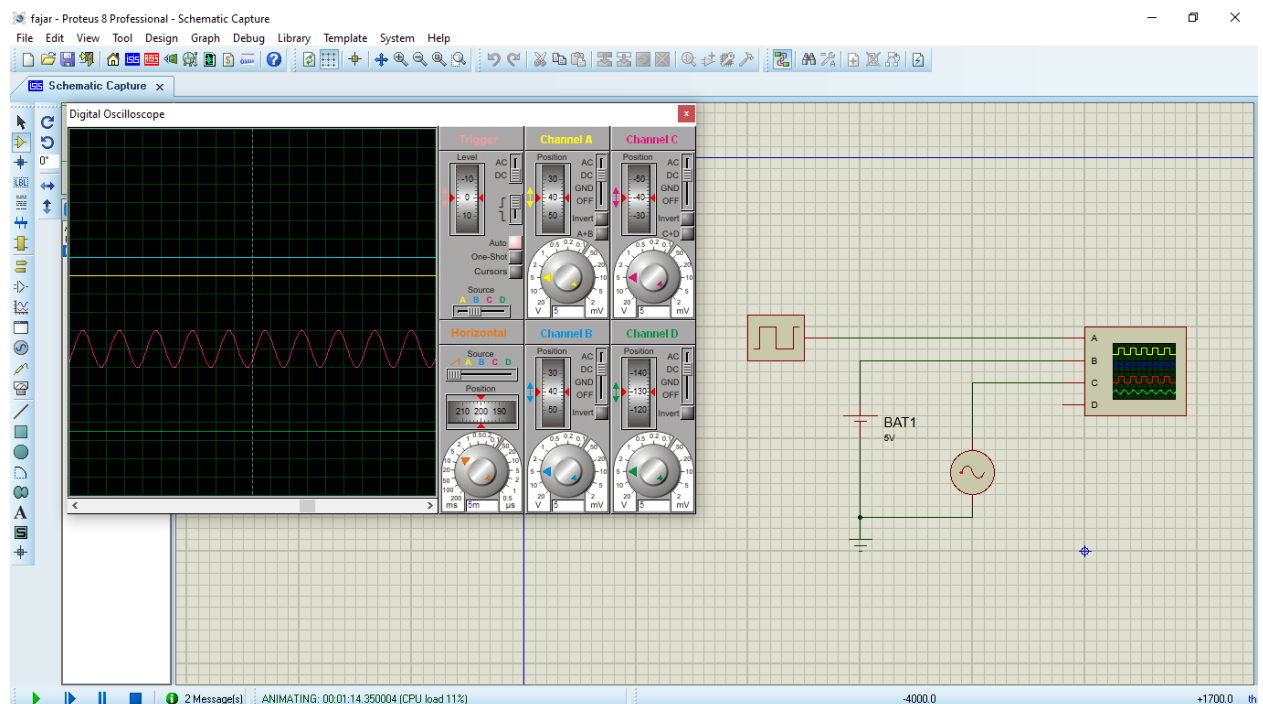 fajar - Proteus 8 Professional - Schematic Capture
File Edit View Tool Design Graph Debug Library Template System Help
Schematic Capture x
Digital Oscilloscope
Trigger
Level
AC
DC
-10
0
10
Auto
One-Shot
Cursors
Source
A B C D
Channel A
Position
AC
DC
GND
OFF
30
40
50
Invert
A+B
V 5 mV
Channel C
Position
AC
DC
GND
OFF
-50
-40
-30
Invert
C+D
V 5 mV
Horizontal
Source
A B C D
Position
210 200 190
ms 5m µs
Channel B
Position
AC
DC
GND
OFF
30
40
50
Invert
V 5 mV
Channel D
Position
AC
DC
GND
OFF
-140
-130
-120
Invert
V 5 mV
0°
LBL
A
B
C
D
BAT1
5V
2 Message(s)
ANIMATING: 00:01:14.350004 (CPU load 11%)
-4000.0
+1700.0
th